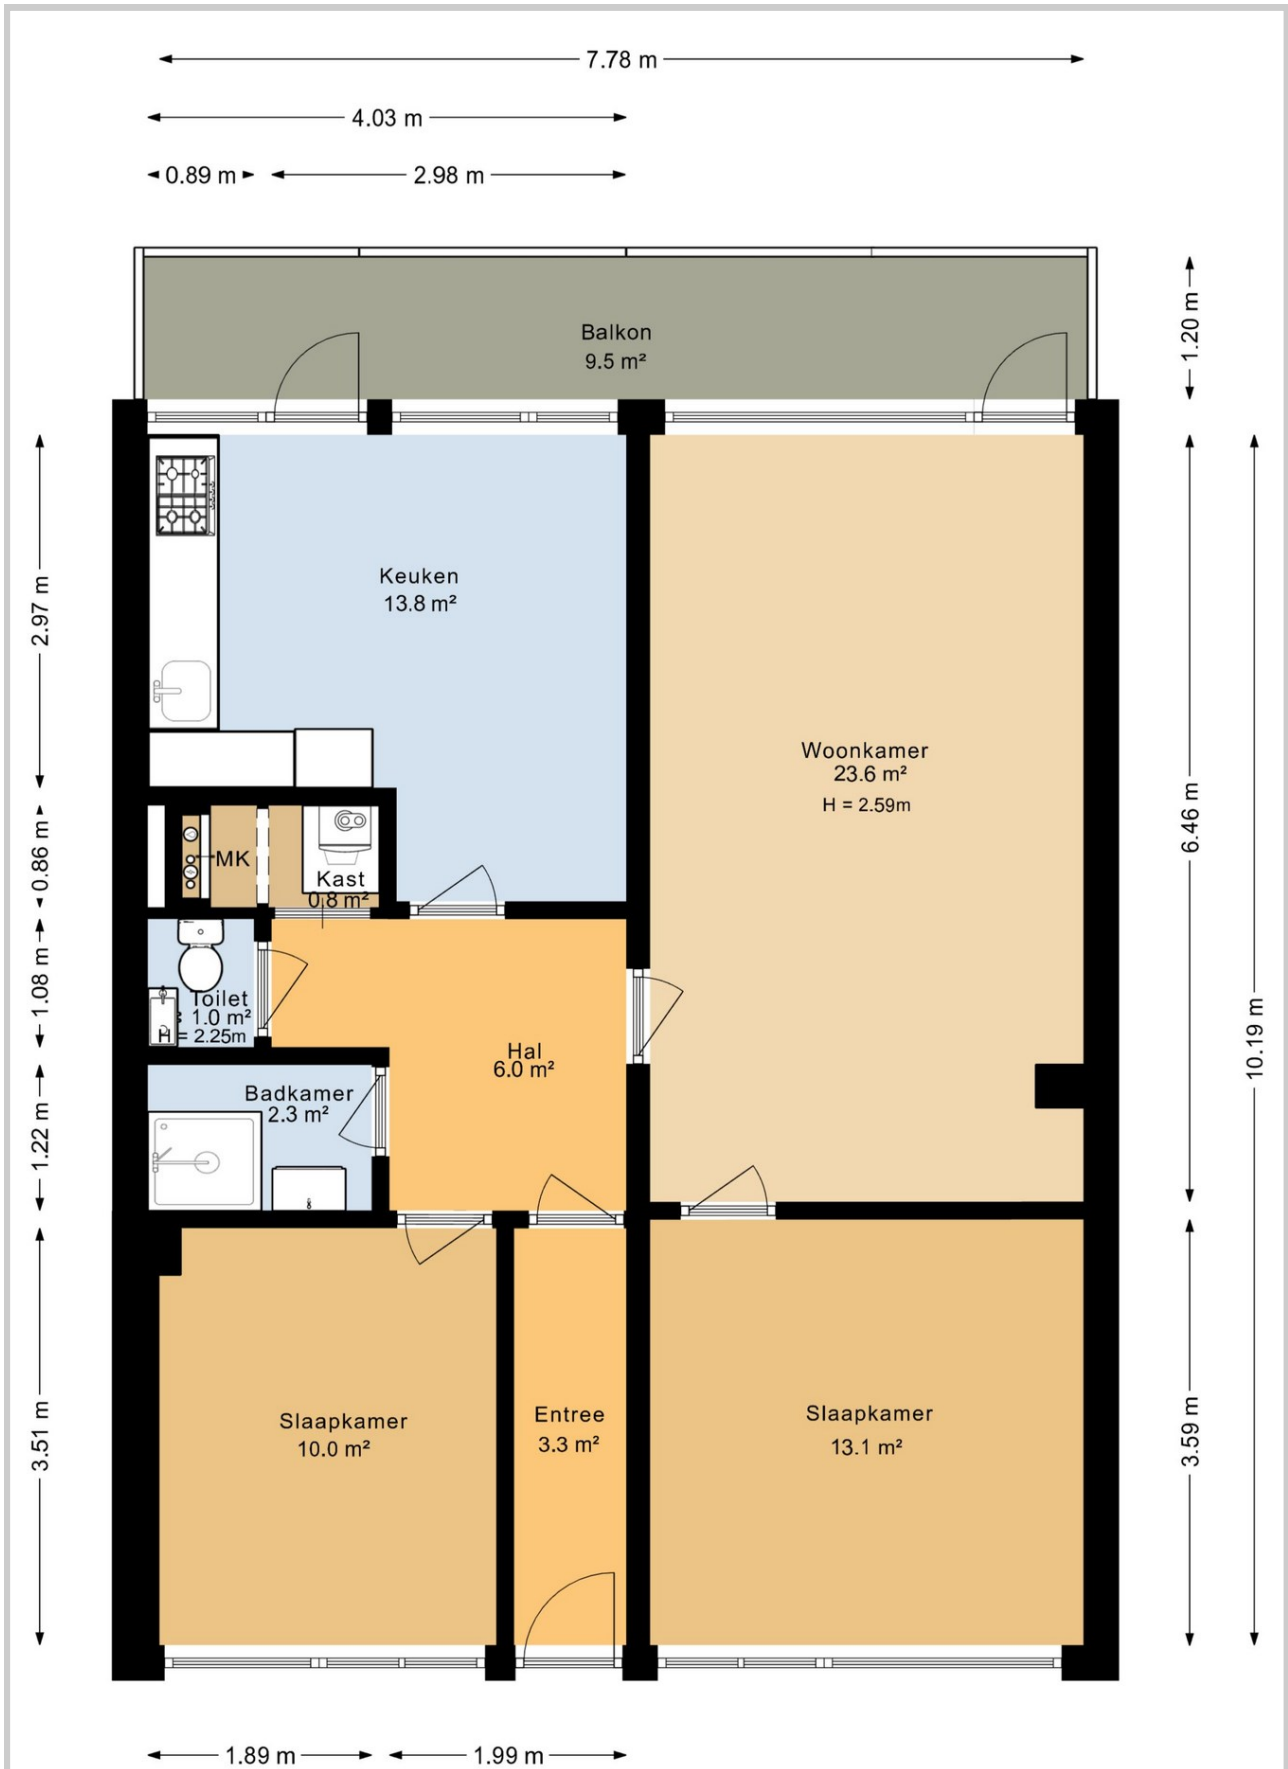 7.78 m
4.03 m
0.89 m
2.98 m
1.20 m
Balkon
9.5 m²
2.97 m
Keuken
13.8 m²
Woonkamer
23.6 m²
H = 2.59m
6.46 m
10.19 m
0.86 m
MK
Kast
0.8 m²
1.08 m
Toilet
1.0 m²
H = 2.25m
Hal
6.0 m²
1.22 m
Badkamer
2.3 m²
3.51 m
Slaapkamer
10.0 m²
Entree
3.3 m²
Slaapkamer
13.1 m²
3.59 m
1.89 m
1.99 m